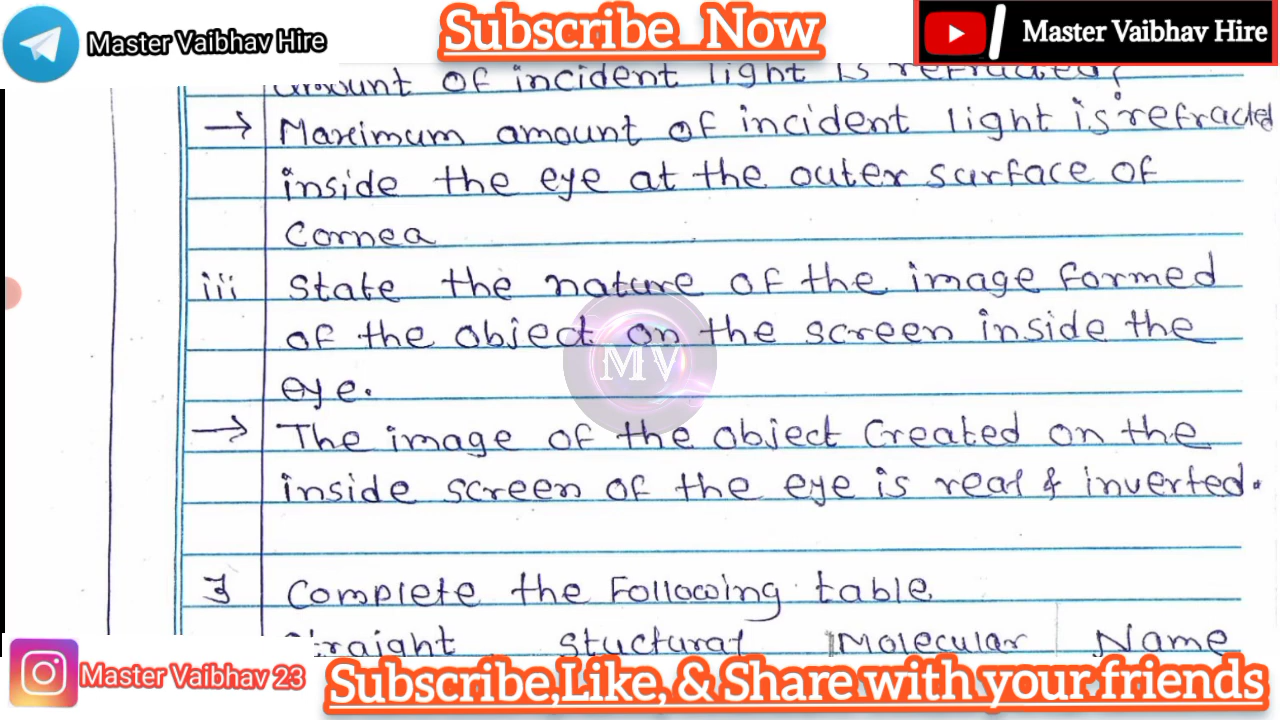 Master Vaibhav Hire
Subscribe Now
Master Vaibhav Hire
amount of incident light is refracted?
→ Maximum amount of incident light is refracted
inside the eye at the outer surface of
Cornea
iii State the nature of the image formed
of the object on the screen inside the
eye.
MV
→ The image of the object Created on the
inside screen of the eye is real & inverted.
Complete the Following table
Straight Stuctural Molecular Name
Master Vaibhav 23
Subscribe,Like, & Share with your friends